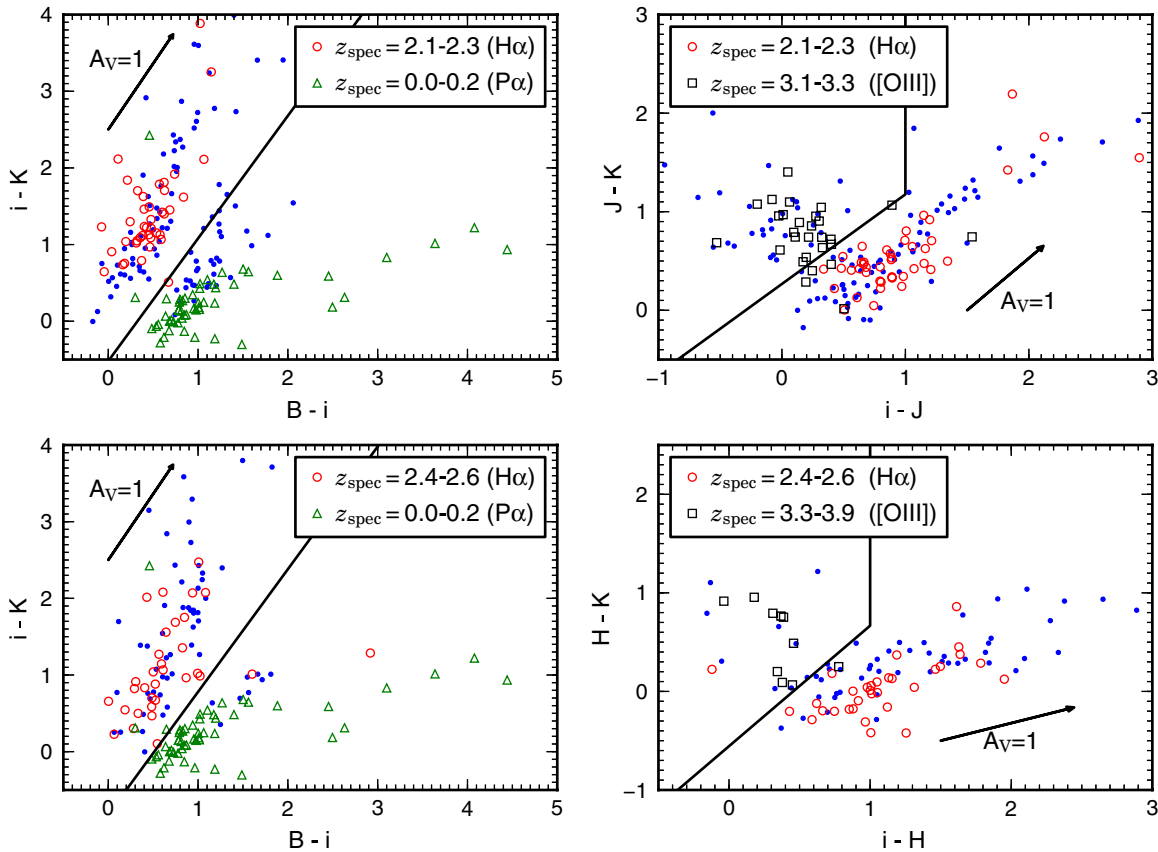 A_V=1
z_spec = 2.1-2.3 (Hα)
z_spec = 0.0-0.2 (Pα)
4
3
2
1
0
i - K
0
1
2
3
4
5
B - i
z_spec = 2.1-2.3 (Hα)
z_spec = 3.1-3.3 ([OIII])
A_V=1
3
2
1
0
J - K
−1
0
1
2
3
i - J
A_V=1
z_spec = 2.4-2.6 (Hα)
z_spec = 0.0-0.2 (Pα)
4
3
2
1
0
i - K
0
1
2
3
4
5
B - i
z_spec = 2.4-2.6 (Hα)
z_spec = 3.3-3.9 ([OIII])
A_V=1
2
1
0
−1
H - K
0
1
2
3
i - H